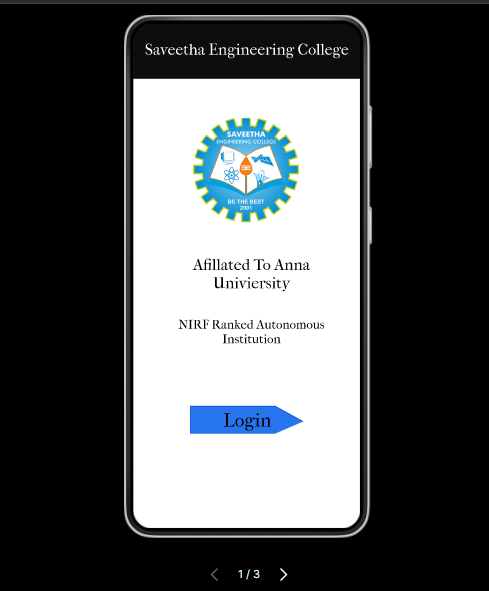 Saveetha Engineering College
SAVEETHA
ENGINEERING COLLEGE
BE THE BEST
2001
Afillated To Anna
Univiersity
NIRF Ranked Autonomous
Institution
Login
1 / 3